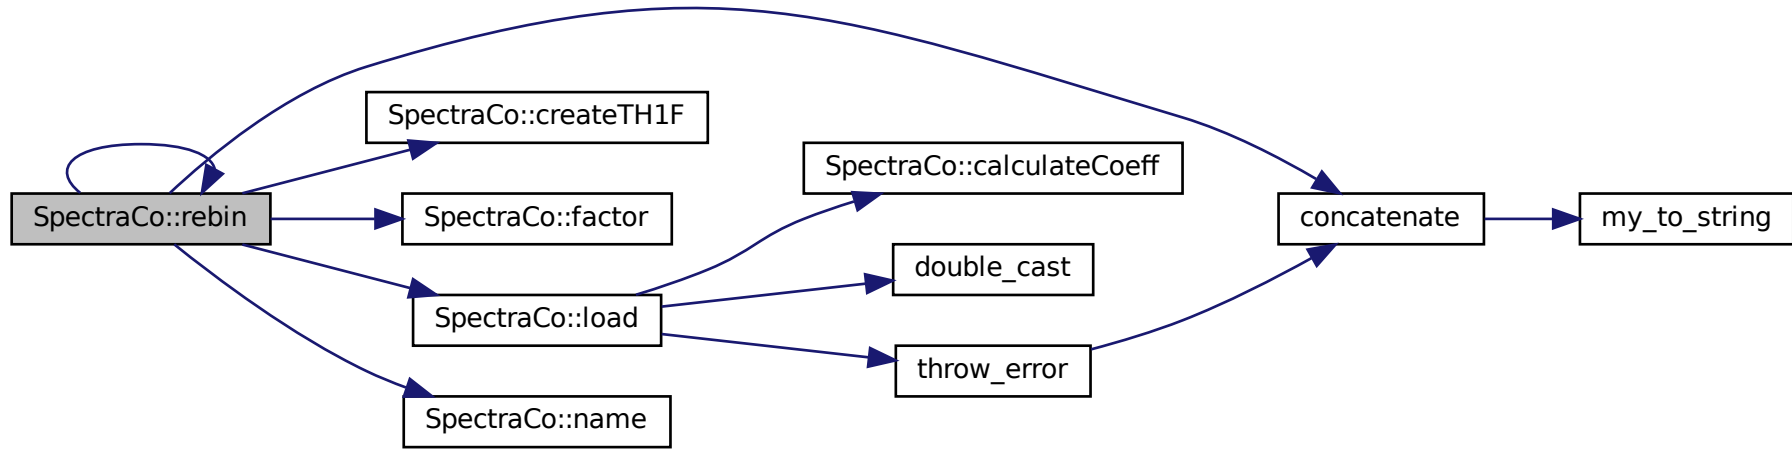 SpectraCo::rebin
SpectraCo::createTH1F
SpectraCo::factor
SpectraCo::load
SpectraCo::name
SpectraCo::calculateCoeff
double_cast
throw_error
concatenate
my_to_string